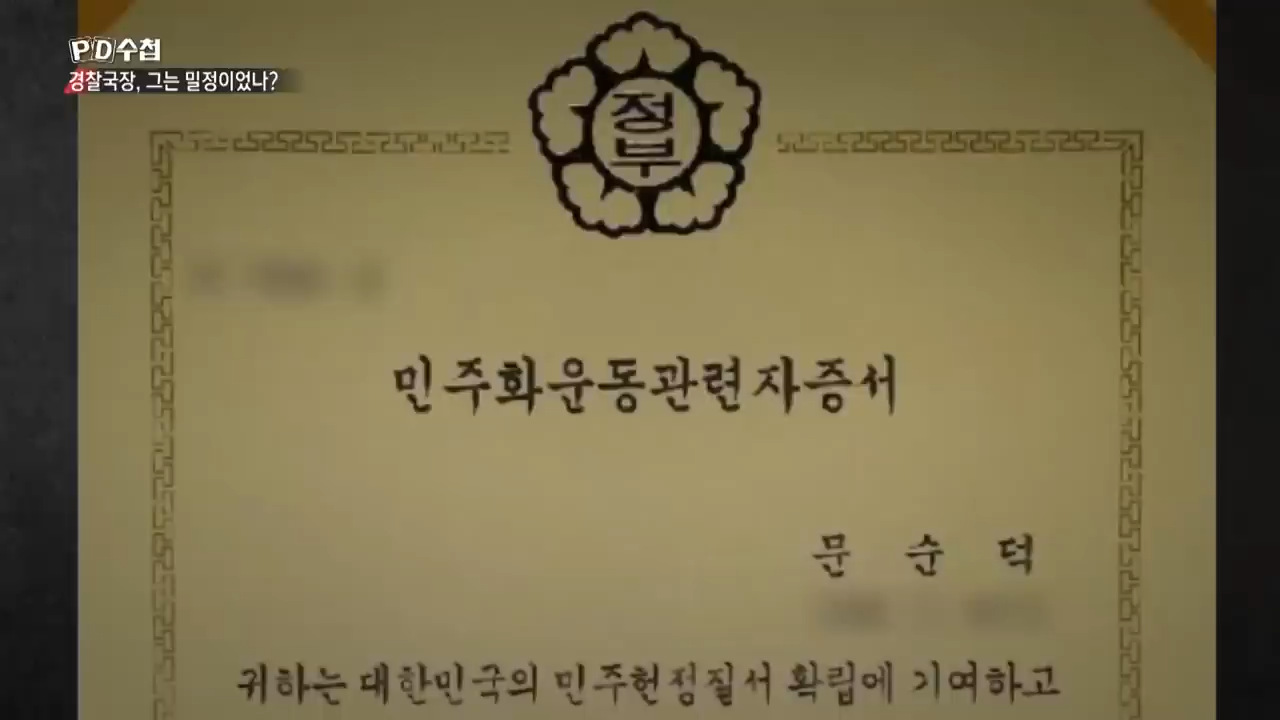 PD수첩
경찰국장, 그는 밀정이었나?
정부
민주화운동관련자증서
문 순 덕
귀하는 대한민국의 민주헌정질서 확립에 기여하고